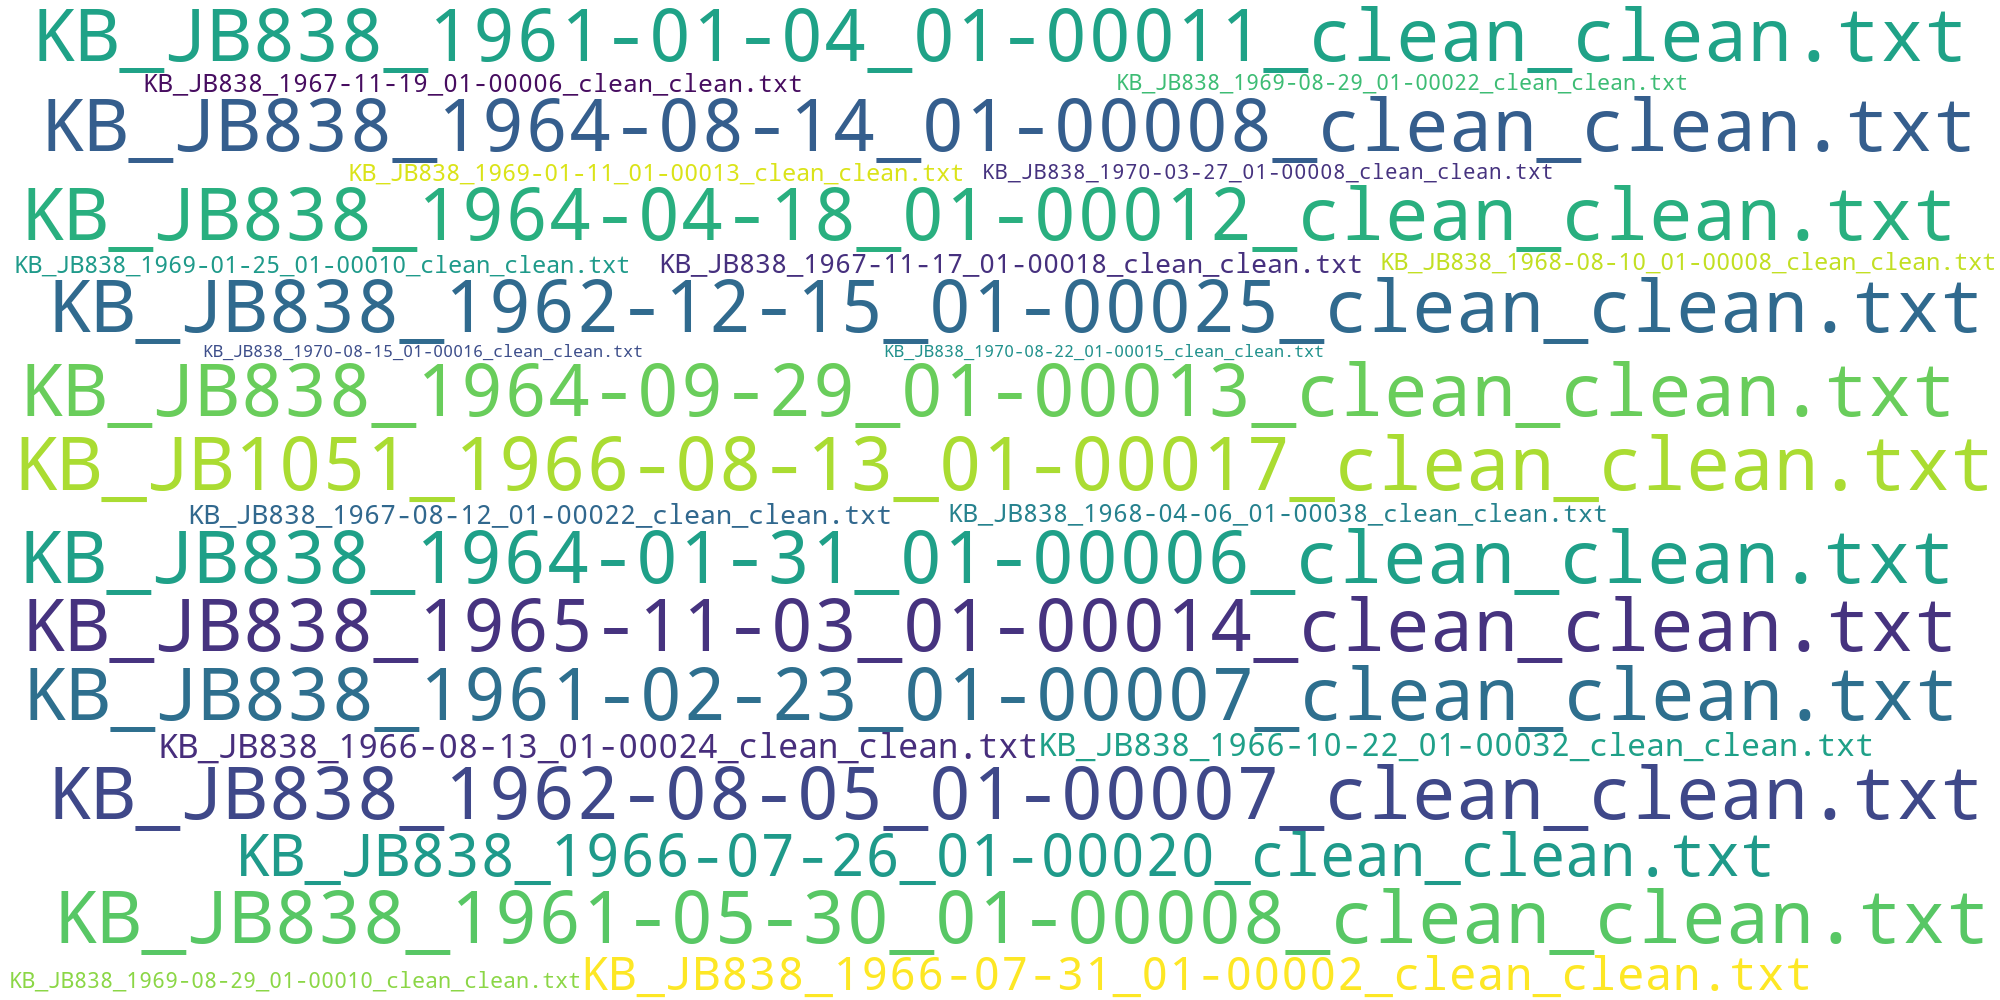 KB_JB838_1961-01-04_01-00011_clean_clean.txt
KB_JB838_1967-11-19_01-00006_clean_clean.txt
KB_JB838_1969-08-29_01-00022_clean_clean.txt
KB_JB838_1964-08-14_01-00008_clean_clean.txt
KB_JB838_1969-01-11_01-00013_clean_clean.txt
KB_JB838_1970-03-27_01-00008_clean_clean.txt
KB_JB838_1964-04-18_01-00012_clean_clean.txt
KB_JB838_1969-01-25_01-00010_clean_clean.txt
KB_JB838_1967-11-17_01-00018_clean_clean.txt
KB_JB838_1968-08-10_01-00008_clean_clean.txt
KB_JB838_1962-12-15_01-00025_clean_clean.txt
KB_JB838_1970-08-15_01-00016_clean_clean.txt
KB_JB838_1970-08-22_01-00015_clean_clean.txt
KB_JB838_1964-09-29_01-00013_clean_clean.txt
KB_JB1051_1966-08-13_01-00017_clean_clean.txt
KB_JB838_1967-08-12_01-00022_clean_clean.txt
KB_JB838_1968-04-06_01-00038_clean_clean.txt
KB_JB838_1964-01-31_01-00006_clean_clean.txt
KB_JB838_1965-11-03_01-00014_clean_clean.txt
KB_JB838_1961-02-23_01-00007_clean_clean.txt
KB_JB838_1966-08-13_01-00024_clean_clean.txt
KB_JB838_1966-10-22_01-00032_clean_clean.txt
KB_JB838_1962-08-05_01-00007_clean_clean.txt
KB_JB838_1966-07-26_01-00020_clean_clean.txt
KB_JB838_1961-05-30_01-00008_clean_clean.txt
KB_JB838_1969-08-29_01-00010_clean_clean.txt
KB_JB838_1966-07-31_01-00002_clean_clean.txt